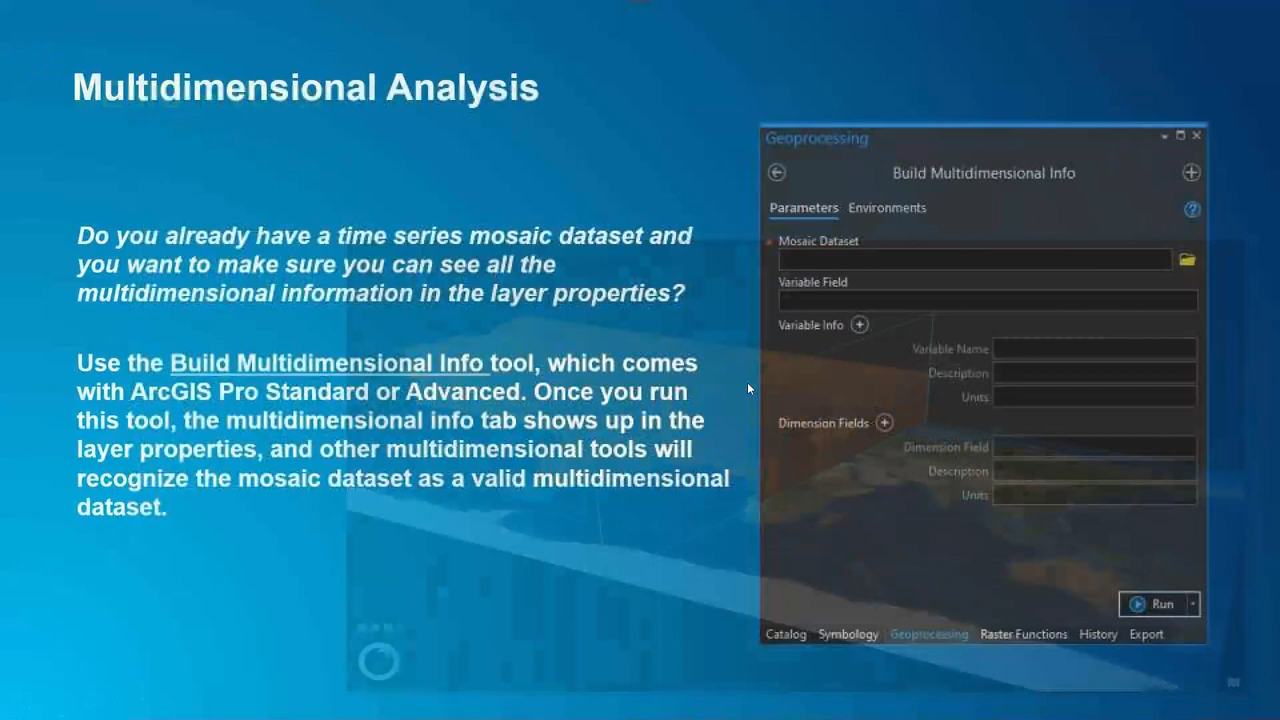 Multidimensional Analysis
Do you already have a time series mosaic dataset and
you want to make sure you can see all the
multidimensional information in the layer properties?
Use the Build Multidimensional Info tool, which comes
with ArcGIS Pro Standard or Advanced. Once you run
this tool, the multidimensional info tab shows up in the
layer properties, and other multidimensional tools will
recognize the mosaic dataset as a valid multidimensional
dataset.
Geoprocessing
Build Multidimensional Info
Parameters Environments
Mosaic Dataset
Variable Field
Variable Info
Variable Name
Description
Units
Dimension Fields
Dimension Field
Description
Units
Run
Catalog Symbology Geoprocessing Raster Functions History Export